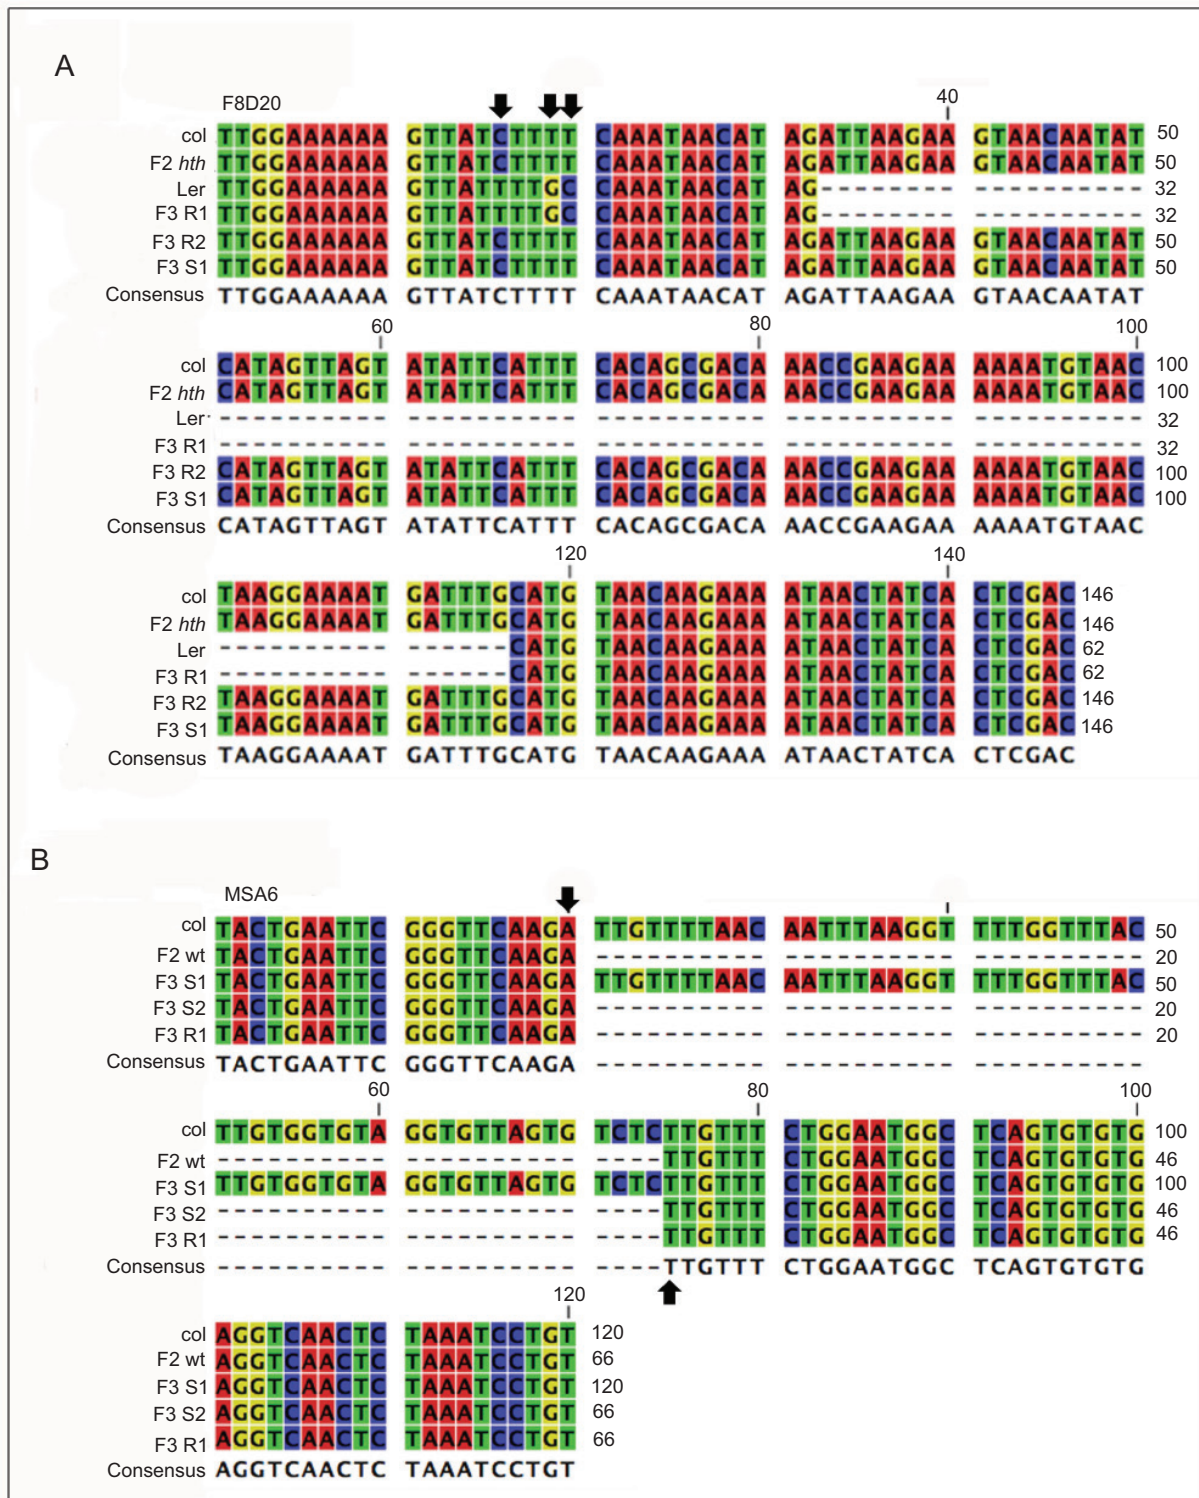 A
F8D20
40
col TTGGAAAAAA GTTATCTTTT CAAATAACAT AGATTAAGAA GTAACAATAT 50
F2 hth TTGGAAAAAA GTTATCTTTT CAAATAACAT AGATTAAGAA GTAACAATAT 50
Ler TTGGAAAAAA GTTATTTTGC CAAATAACAT AG-------- ---------- 32
F3 R1 TTGGAAAAAA GTTATTTTGC CAAATAACAT AG-------- ---------- 32
F3 R2 TTGGAAAAAA GTTATCTTTT CAAATAACAT AGATTAAGAA GTAACAATAT 50
F3 S1 TTGGAAAAAA GTTATCTTTT CAAATAACAT AGATTAAGAA GTAACAATAT 50
Consensus TTGGAAAAAA GTTATCTTTT CAAATAACAT AGATTAAGAA GTAACAATAT
60 80 100
col CATAGTTAGT ATATTCATTT CACAGCGACA AACCGAAGAA AAAATGTAAC 100
F2 hth CATAGTTAGT ATATTCATTT CACAGCGACA AACCGAAGAA AAAATGTAAC 100
Ler ---------- ---------- ---------- ---------- ---------- 32
F3 R1 ---------- ---------- ---------- ---------- ---------- 32
F3 R2 CATAGTTAGT ATATTCATTT CACAGCGACA AACCGAAGAA AAAATGTAAC 100
F3 S1 CATAGTTAGT ATATTCATTT CACAGCGACA AACCGAAGAA AAAATGTAAC 100
Consensus CATAGTTAGT ATATTCATTT CACAGCGACA AACCGAAGAA AAAATGTAAC
120 140
col TAAGGAAAAT GATTTGCATG TAACAAGAAA ATAACTATCA CTCGAC 146
F2 hth TAAGGAAAAT GATTTGCATG TAACAAGAAA ATAACTATCA CTCGAC 146
Ler ---------- ------CATG TAACAAGAAA ATAACTATCA CTCGAC 62
F3 R1 ---------- ------CATG TAACAAGAAA ATAACTATCA CTCGAC 62
F3 R2 TAAGGAAAAT GATTTGCATG TAACAAGAAA ATAACTATCA CTCGAC 146
F3 S1 TAAGGAAAAT GATTTGCATG TAACAAGAAA ATAACTATCA CTCGAC 146
Consensus TAAGGAAAAT GATTTGCATG TAACAAGAAA ATAACTATCA CTCGAC
B
MSA6
col TACTGAATTC GGGTTCAAGA TTGTTTTAAC AATTTAAGGT TTTGGTTTAC 50
F2 wt TACTGAATTC GGGTTCAAGA ---------- ---------- ---------- 20
F3 S1 TACTGAATTC GGGTTCAAGA TTGTTTTAAC AATTTAAGGT TTTGGTTTAC 50
F3 S2 TACTGAATTC GGGTTCAAGA ---------- ---------- ---------- 20
F3 R1 TACTGAATTC GGGTTCAAGA ---------- ---------- ---------- 20
Consensus TACTGAATTC GGGTTCAAGA ---------- ---------- ----------
60 80 100
col TTGTGGTGTA GGTGTTAGTG TCTCTTGTTT CTGGAATGGC TCAGTGTGTG 100
F2 wt ---------- ---------- ----TTGTTT CTGGAATGGC TCAGTGTGTG 46
F3 S1 TTGTGGTGTA GGTGTTAGTG TCTCTTGTTT CTGGAATGGC TCAGTGTGTG 100
F3 S2 ---------- ---------- ----TTGTTT CTGGAATGGC TCAGTGTGTG 46
F3 R1 ---------- ---------- ----TTGTTT CTGGAATGGC TCAGTGTGTG 46
Consensus ---------- ---------- ----TTGTTT CTGGAATGGC TCAGTGTGTG
120
col AGGTCAACTC TAAATCCTGT 120
F2 wt AGGTCAACTC TAAATCCTGT 66
F3 S1 AGGTCAACTC TAAATCCTGT 120
F3 S2 AGGTCAACTC TAAATCCTGT 66
F3 R1 AGGTCAACTC TAAATCCTGT 66
Consensus AGGTCAACTC TAAATCCTGT